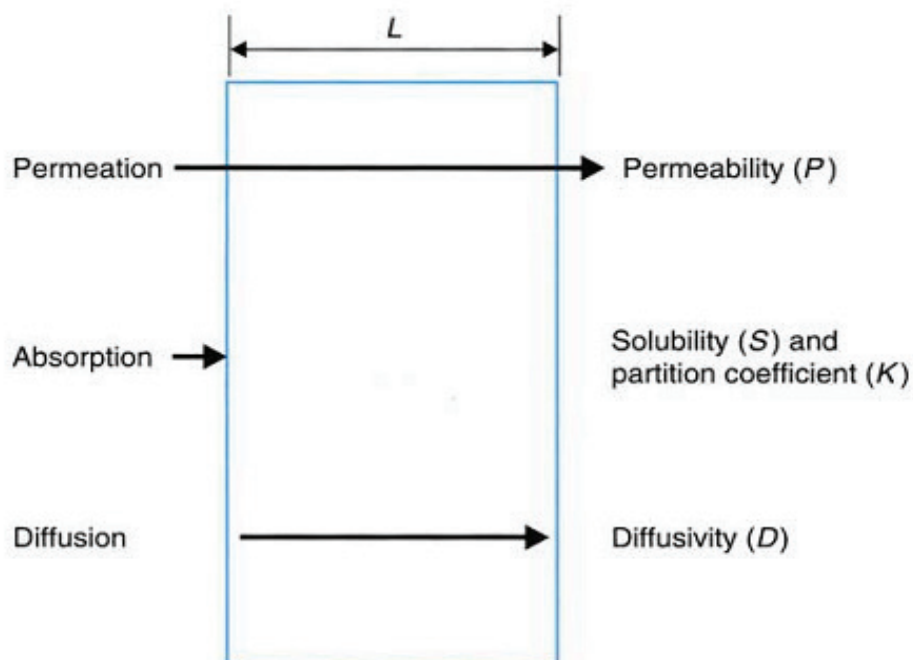 L
Permeation
Permeability (P)
Absorption
Solubility (S) and
partition coefficient (K)
Diffusion
Diffusivity (D)